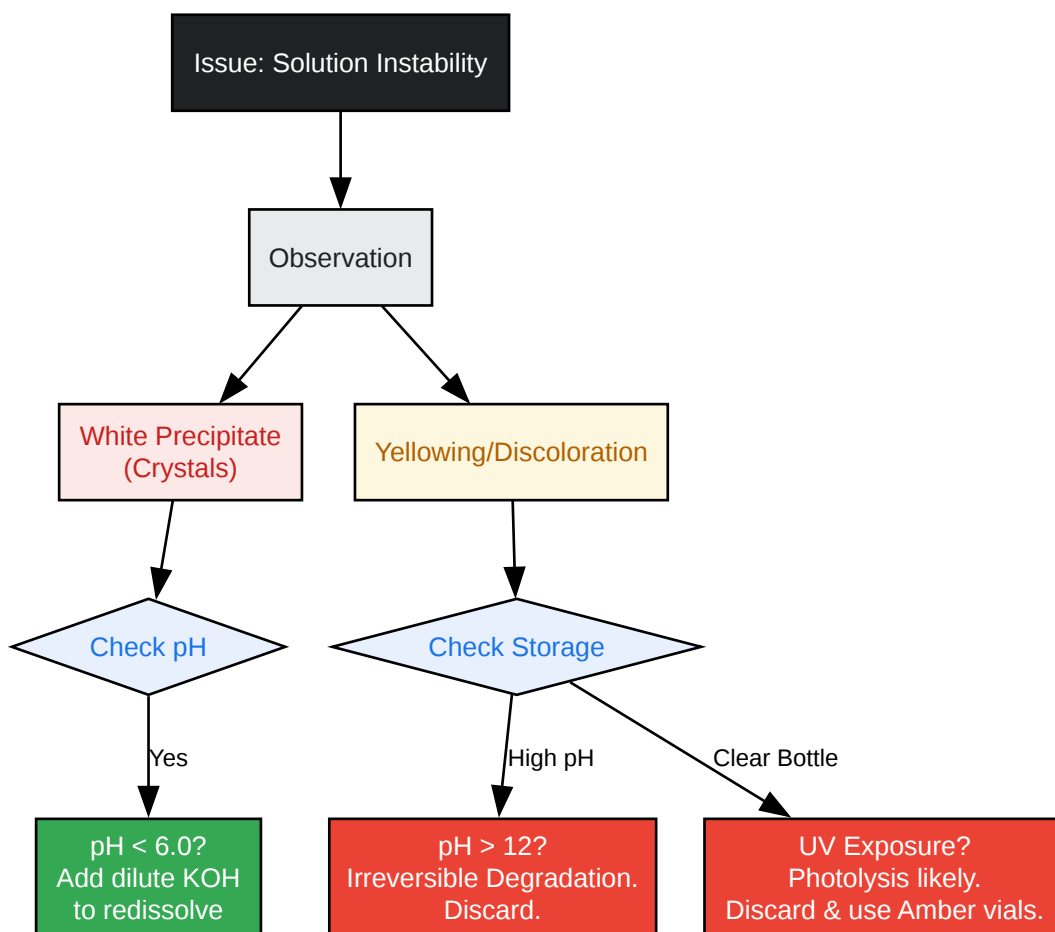 Issue: Solution Instability
Observation
White Precipitate
(Crystals)
Yellowing/Discoloration
Check pH
Check Storage
Yes
High pH
Clear Bottle
pH < 6.0?
Add dilute KOH
to redissolve
pH > 12?
Irreversible Degradation.
Discard.
UV Exposure?
Photolysis likely.
Discard & use Amber vials.